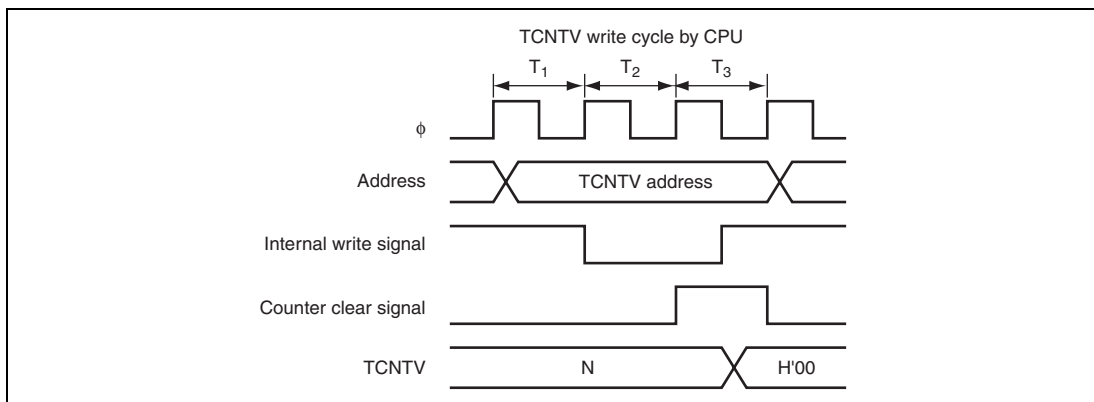 TCNTV write cycle by CPU
T1 T2 T3
ϕ
Address TCNTV address
Internal write signal
Counter clear signal
TCNTV N H'00